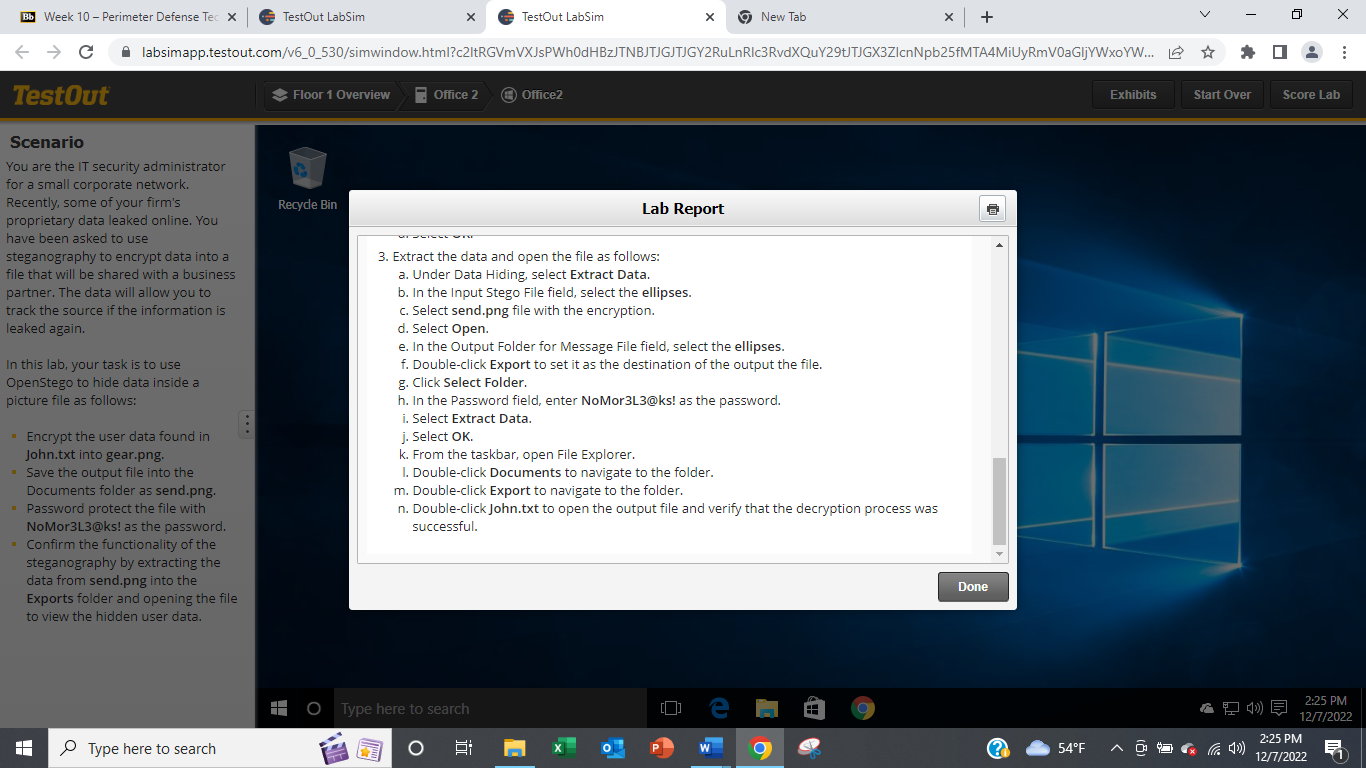 Week 10 – Perimeter Defense Tec
TestOut LabSim
TestOut LabSim
New Tab
TestOut
Floor 1 Overview
Office 2
Office2
Exhibits
Start Over
Score Lab
Scenario
You are the IT security administrator
for a small corporate network.
Recently, some of your firm's
proprietary data leaked online. You
have been asked to use
steganography to encrypt data into a
file that will be shared with a business
partner. The data will allow you to
track the source if the information is
leaked again.
In this lab, your task is to use
OpenStego to hide data inside a
picture file as follows:
Encrypt the user data found in
John.txt into gear.png.
Save the output file into the
Documents folder as send.png.
Password protect the file with
NoMor3L3@ks! as the password.
Confirm the functionality of the
steganography by extracting the
data from send.png into the
Exports folder and opening the file
to view the hidden user data.
Recycle Bin
Lab Report
3. Extract the data and open the file as follows:
a. Under Data Hiding, select Extract Data.
b. In the Input Stego File field, select the ellipses.
c. Select send.png file with the encryption.
d. Select Open.
e. In the Output Folder for Message File field, select the ellipses.
f. Double-click Export to set it as the destination of the output the file.
g. Click Select Folder.
h. In the Password field, enter NoMor3L3@ks! as the password.
i. Select Extract Data.
j. Select OK.
k. From the taskbar, open File Explorer.
l. Double-click Documents to navigate to the folder.
m. Double-click Export to navigate to the folder.
n. Double-click John.txt to open the output file and verify that the decryption process was
successful.
Done
Type here to search
2:25 PM
12/7/2022
Type here to search
54°F
2:25 PM
12/7/2022
1